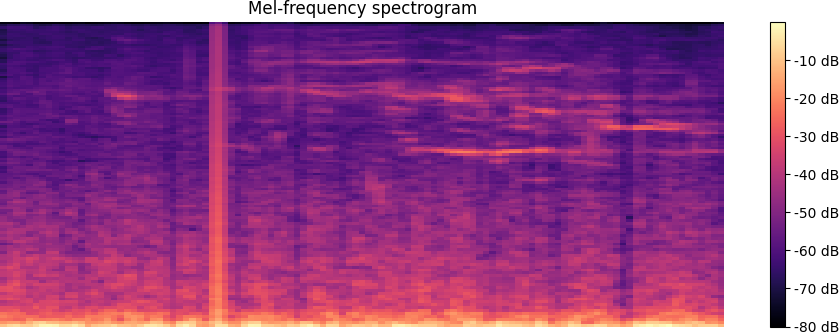 Mel-frequency spectrogram
-10 dB
-20 dB
-30 dB
-40 dB
-50 dB
-60 dB
-70 dB
-80 dB